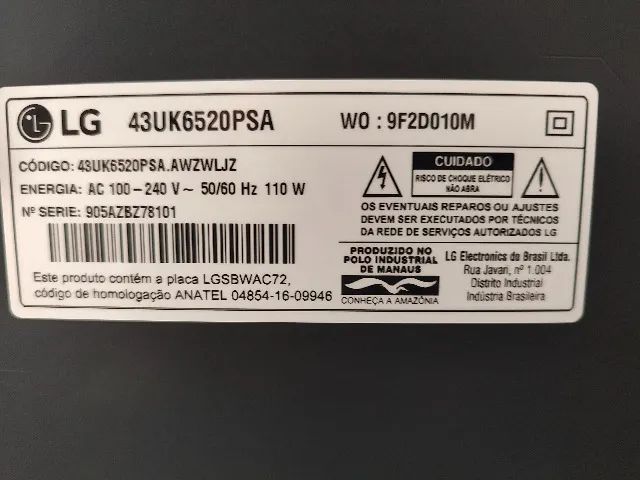 LG 43UK6520PSA WO : 9F2D010M
CÓDIGO: 43UK6520PSA.AWZWLJZ
ENERGIA: AC 100-240 V~ 50/60 Hz 110 W
Nº SERIE: 905AZBZ78101
Este produto contém a placa LGSBWAC72,
código de homologação ANATEL 04854-16-09946
CUIDADO
RISCO DE CHOQUE ELÉTRICO
NÃO ABRA
OS EVENTUAIS REPAROS OU AJUSTES
DEVEM SER EXECUTADOS POR TÉCNICOS
DA REDE DE SERVIÇOS AUTORIZADOS LG
PRODUZIDO NO
POLO INDUSTRIAL
DE MANAUS
CONHEÇA A AMAZÔNIA
LG Electronics do Brasil Ltda.
Rua Javari, nº 1.004
Distrito Industrial
Indústria Brasileira